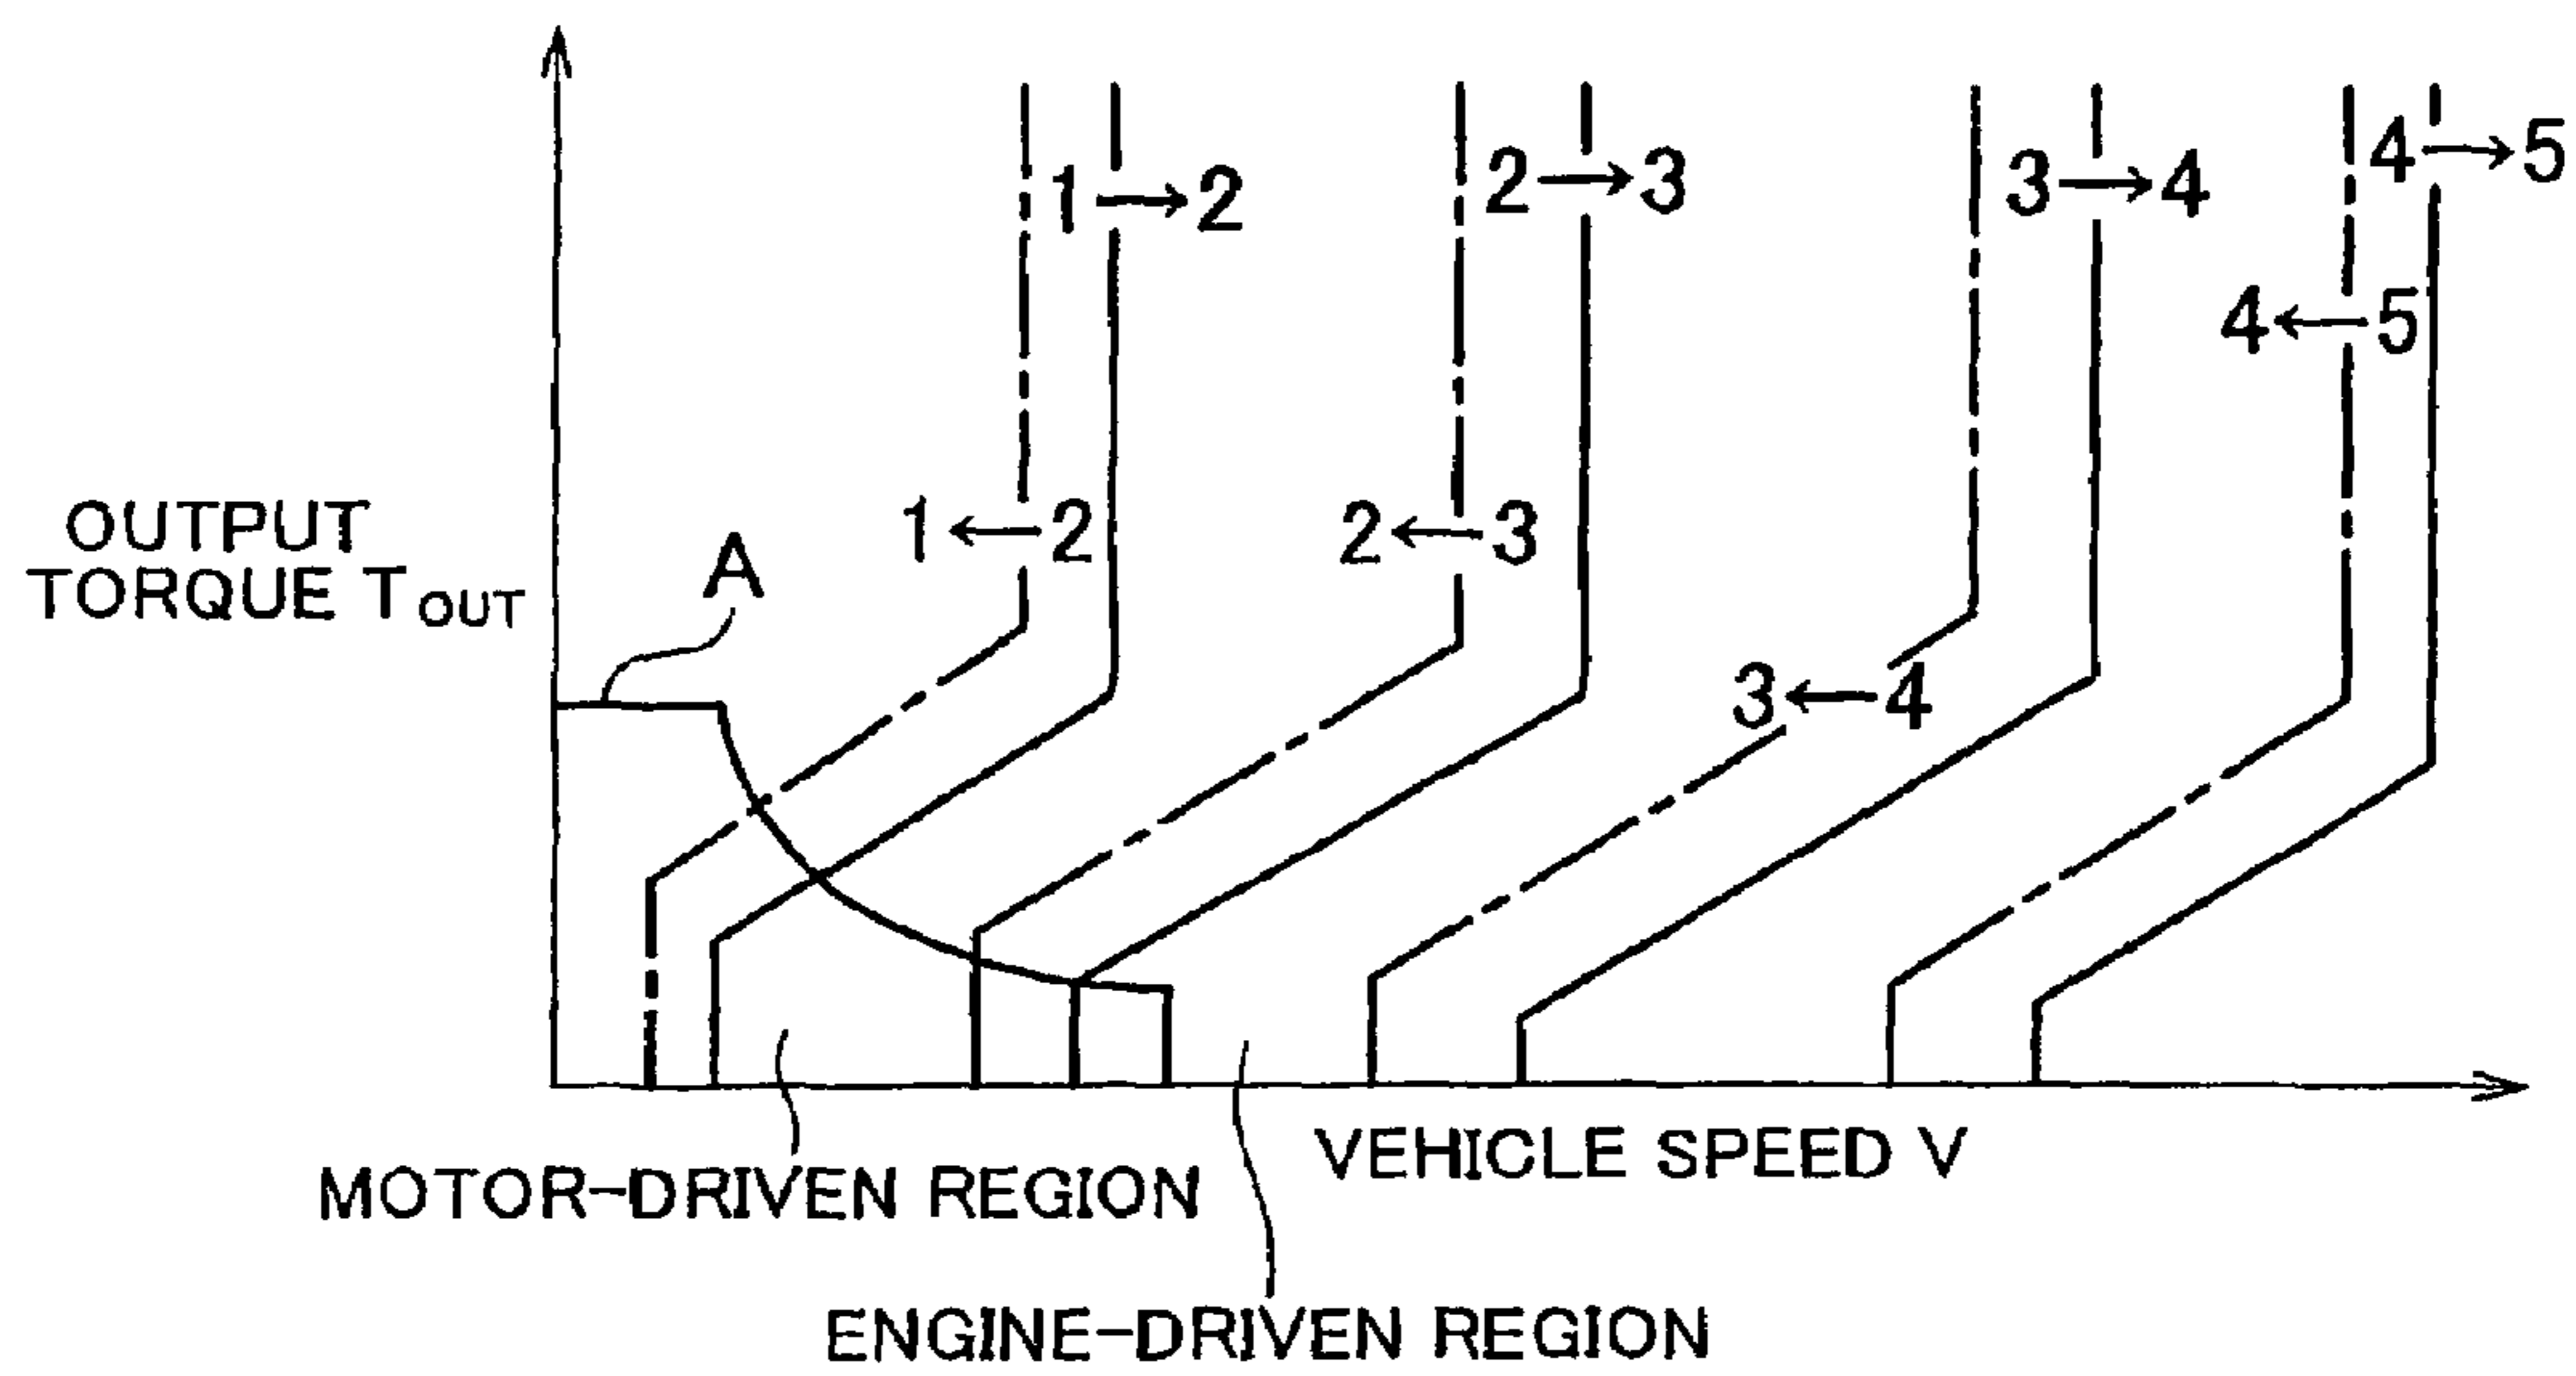 1→2
2→3
3→4
4→5
4←5
OUTPUT
TORQUE TOUT
A
1←2
2←3
3←4
MOTOR-DRIVEN REGION
VEHICLE SPEED V
ENGINE-DRIVEN REGION